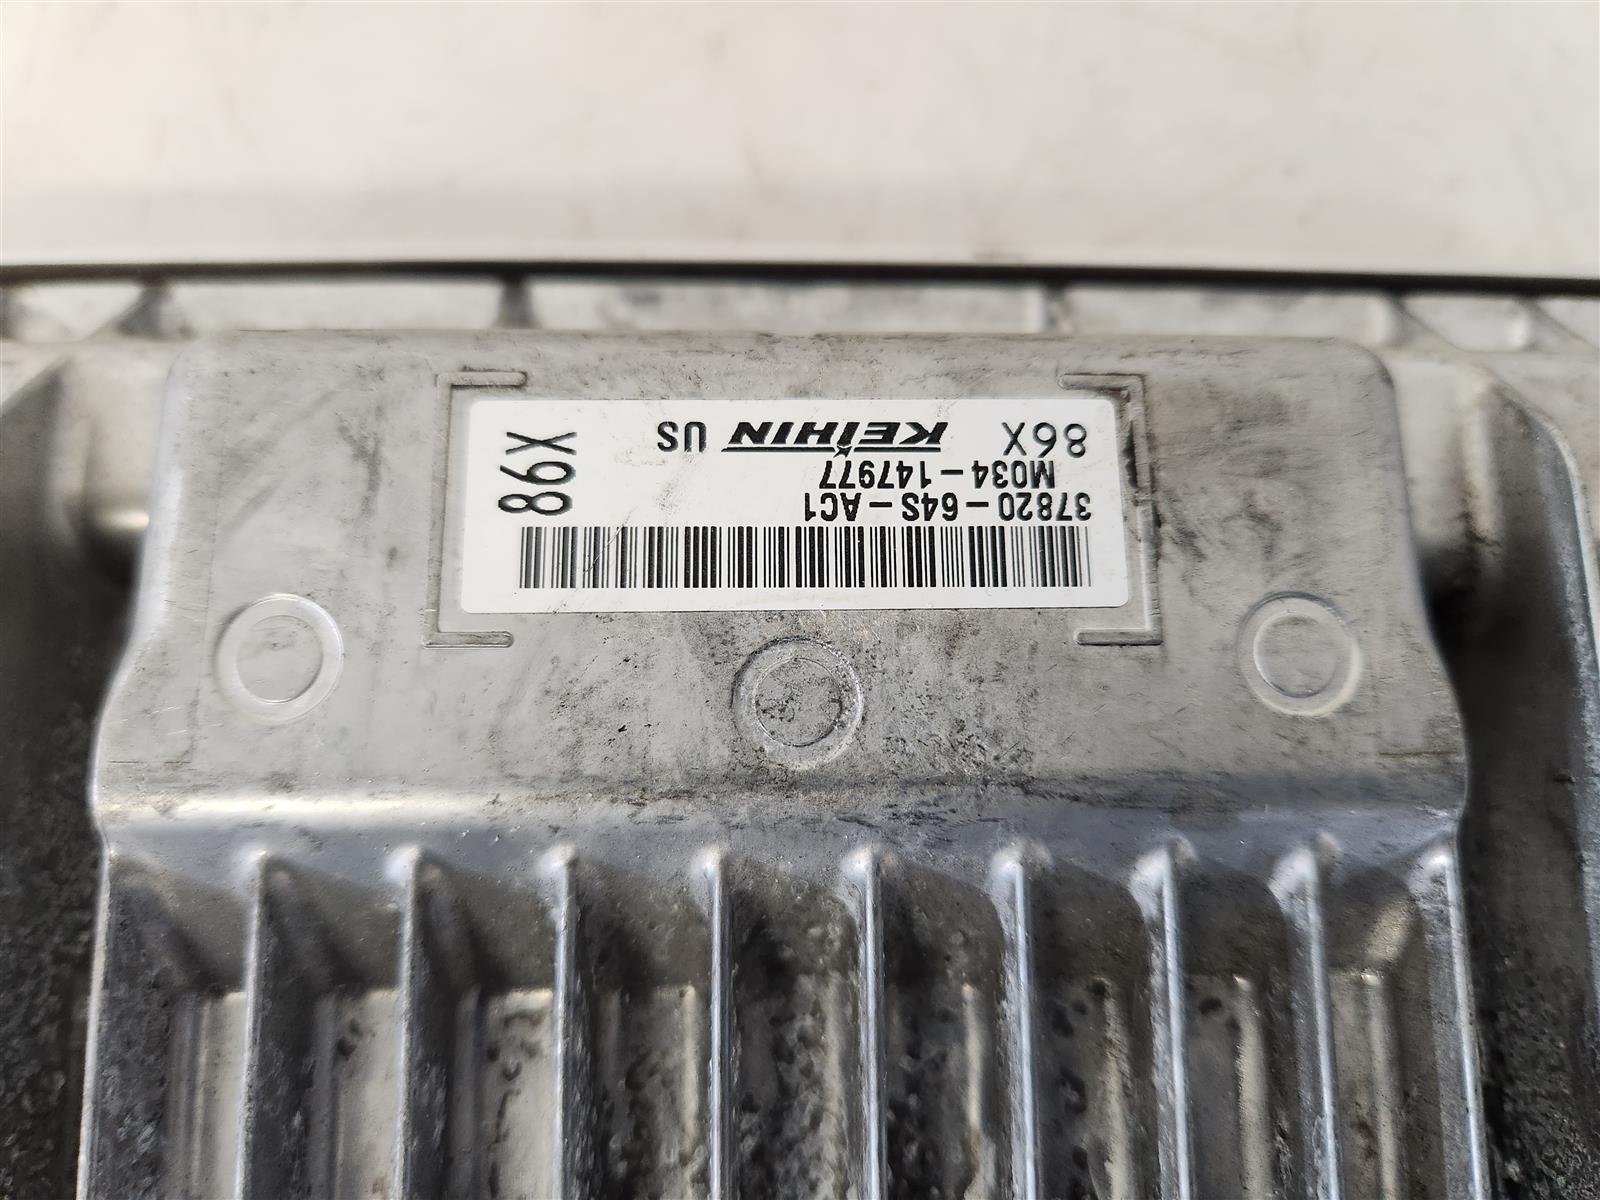 37820-64S-AC1
M034-147977
86X KEIHIN US
86X